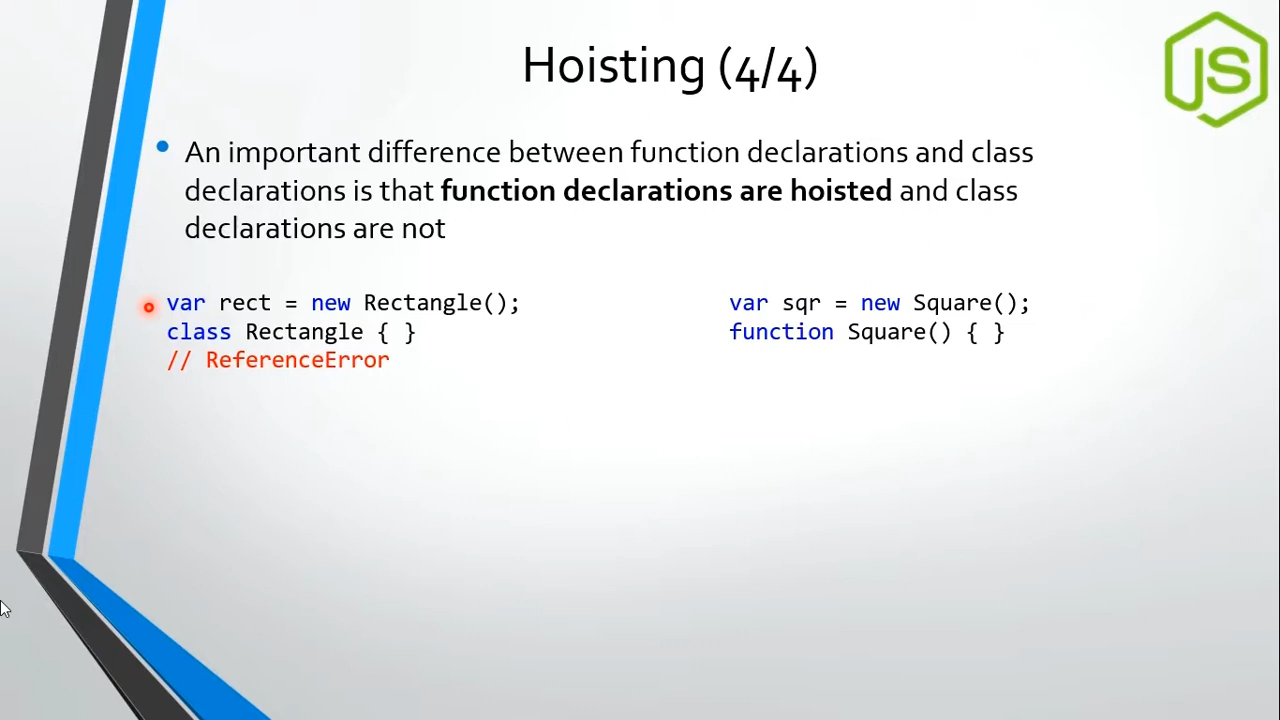 Hoisting (4/4)
JS
• An important difference between function declarations and class
declarations is that function declarations are hoisted and class
declarations are not
var rect = new Rectangle();
class Rectangle { }
// ReferenceError
var sqr = new Square();
function Square() { }